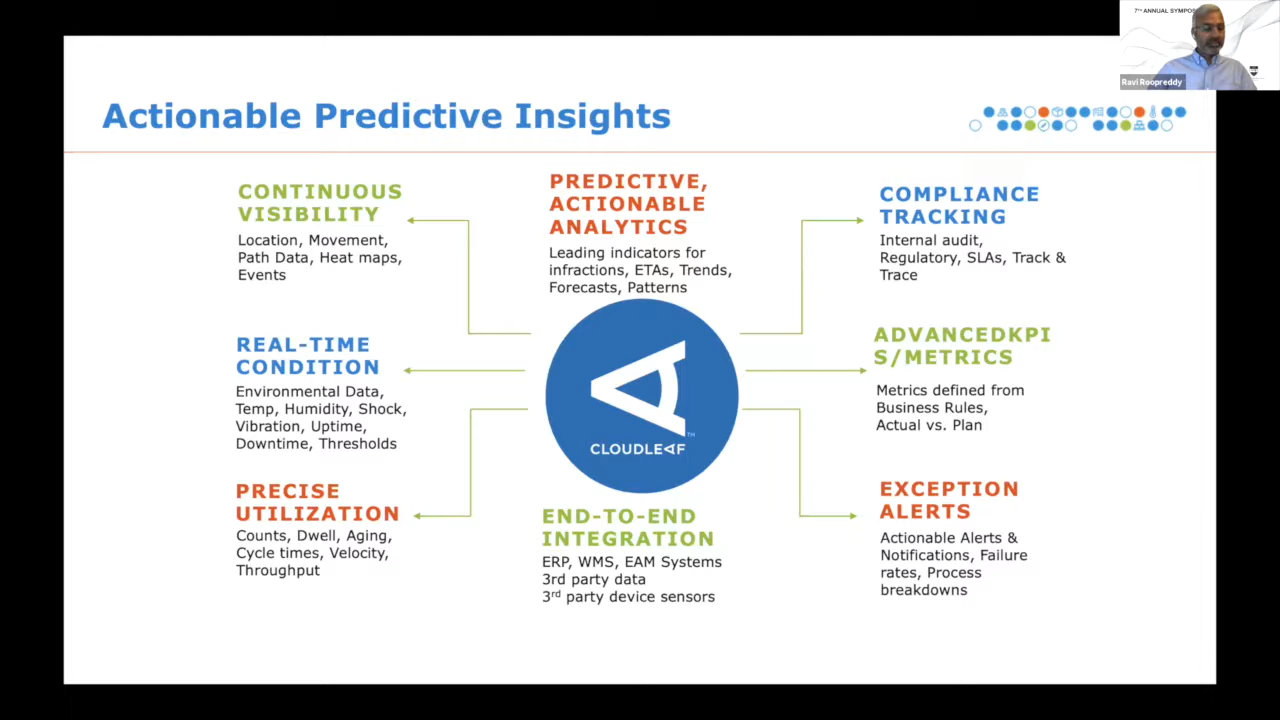 7TH ANNUAL SYMPOS
Ravi Roopreddy
Actionable Predictive Insights
CONTINUOUS
VISIBILITY
Location, Movement,
Path Data, Heat maps,
Events
PREDICTIVE,
ACTIONABLE
ANALYTICS
Leading indicators for
infractions, ETAs, Trends,
Forecasts, Patterns
COMPLIANCE
TRACKING
Internal audit,
Regulatory, SLAs, Track &
Trace
REAL-TIME
CONDITION
Environmental Data,
Temp, Humidity, Shock,
Vibration, Uptime,
Downtime, Thresholds
CLOUDLEAF
TM
ADVANCEDKPI
S/METRICS
Metrics defined from
Business Rules,
Actual vs. Plan
PRECISE
UTILIZATION
Counts, Dwell, Aging,
Cycle times, Velocity,
Throughput
END-TO-END
INTEGRATION
ERP, WMS, EAM Systems
3rd party data
3rd party device sensors
EXCEPTION
ALERTS
Actionable Alerts &
Notifications, Failure
rates, Process
breakdowns